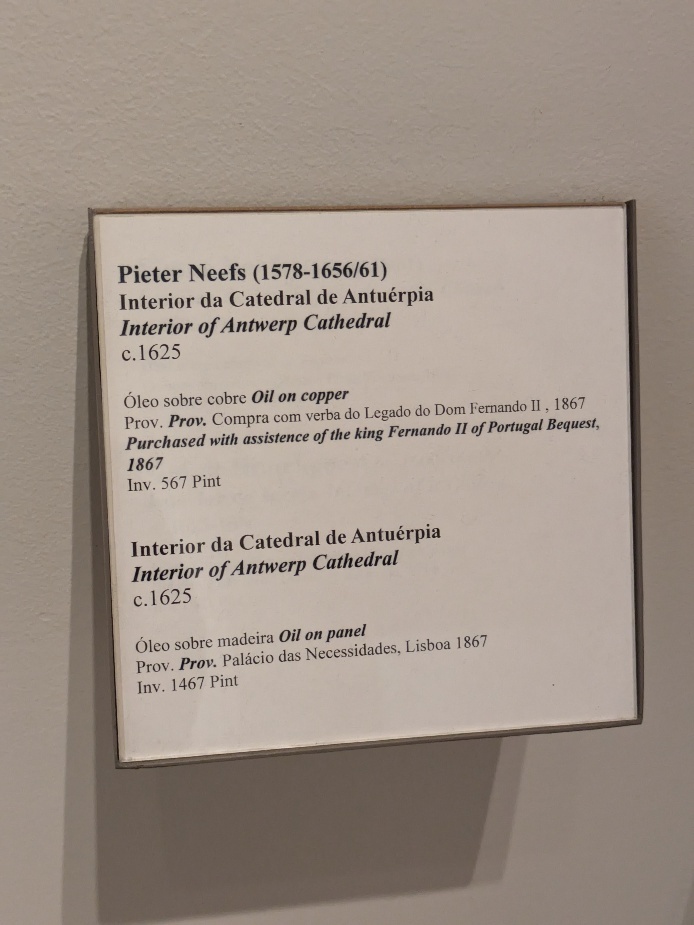 Pieter Neefs (1578-1656/61)
Interior da Catedral de Antuérpia
Interior of Antwerp Cathedral
c.1625
Óleo sobre cobre Oil on copper
Prov. Prov. Compra com verba do Legado do Dom Fernando II , 1867
Purchased with assistence of the king Fernando II of Portugal Bequest,
1867
Inv. 567 Pint
Interior da Catedral de Antuérpia
Interior of Antwerp Cathedral
c.1625
Óleo sobre madeira Oil on panel
Prov. Prov. Palácio das Necessidades, Lisboa 1867
Inv. 1467 Pint